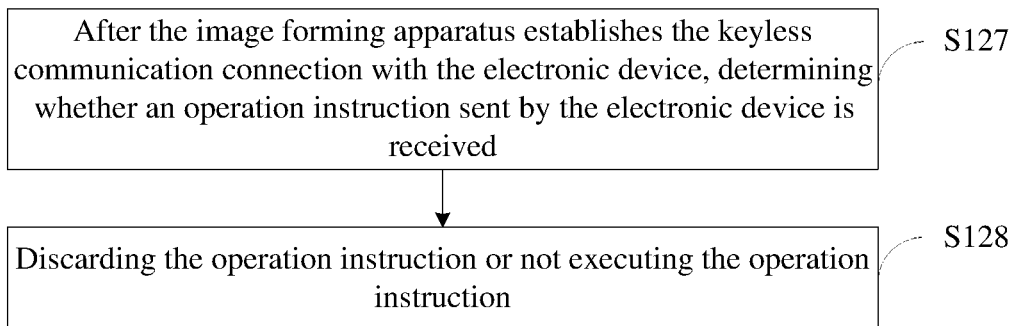 After the image forming apparatus establishes the keyless
communication connection with the electronic device, determining
whether an operation instruction sent by the electronic device is
received
S127
Discarding the operation instruction or not executing the operation
instruction
S128